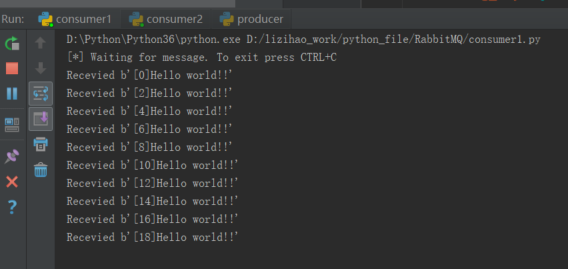 Run: consumer1 consumer2 producer
D:\Python\Python36\python.exe D:/lizihao_work/python_file/RabbitMQ/consumer1.py
[*] Waiting for message. To exit press CTRL+C
Recevied b'[0]Hello world!!'
Recevied b'[2]Hello world!!'
Recevied b'[4]Hello world!!'
Recevied b'[6]Hello world!!'
Recevied b'[8]Hello world!!'
Recevied b'[10]Hello world!!'
Recevied b'[12]Hello world!!'
Recevied b'[14]Hello world!!'
Recevied b'[16]Hello world!!'
Recevied b'[18]Hello world!!'